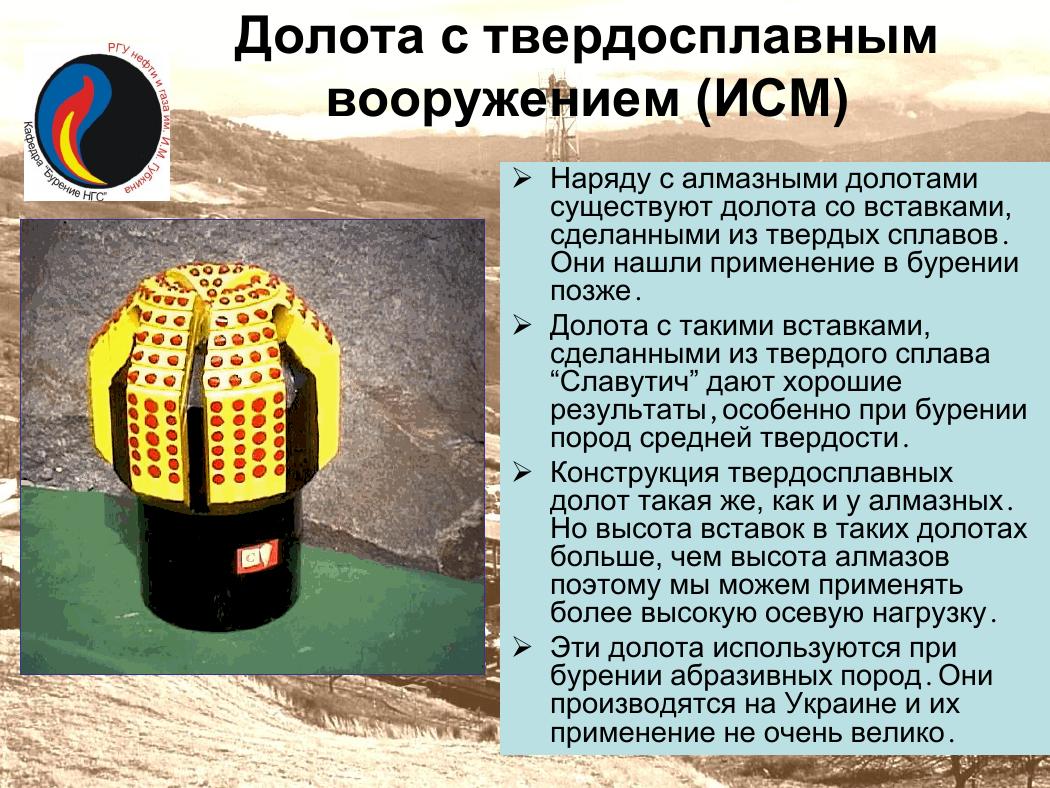 Долота с твердосплавным
вооружением (ИСМ)
РГУ нефти и газа им. И.М. Губкина
Кафедра "Бурение НГС"
Наряду с алмазными долотами
существуют долота со вставками,
сделанными из твердых сплавов.
Они нашли применение в бурении
позже.
Долота с такими вставками,
сделанными из твердого сплава
“Славутич” дают хорошие
результаты, особенно при бурении
пород средней твердости.
Конструкция твердосплавных
долот такая же, как и у алмазных.
Но высота вставок в таких долотах
больше, чем высота алмазов
поэтому мы можем применять
более высокую осевую нагрузку.
Эти долота используются при
бурении абразивных пород. Они
производятся на Украине и их
применение не очень велико.